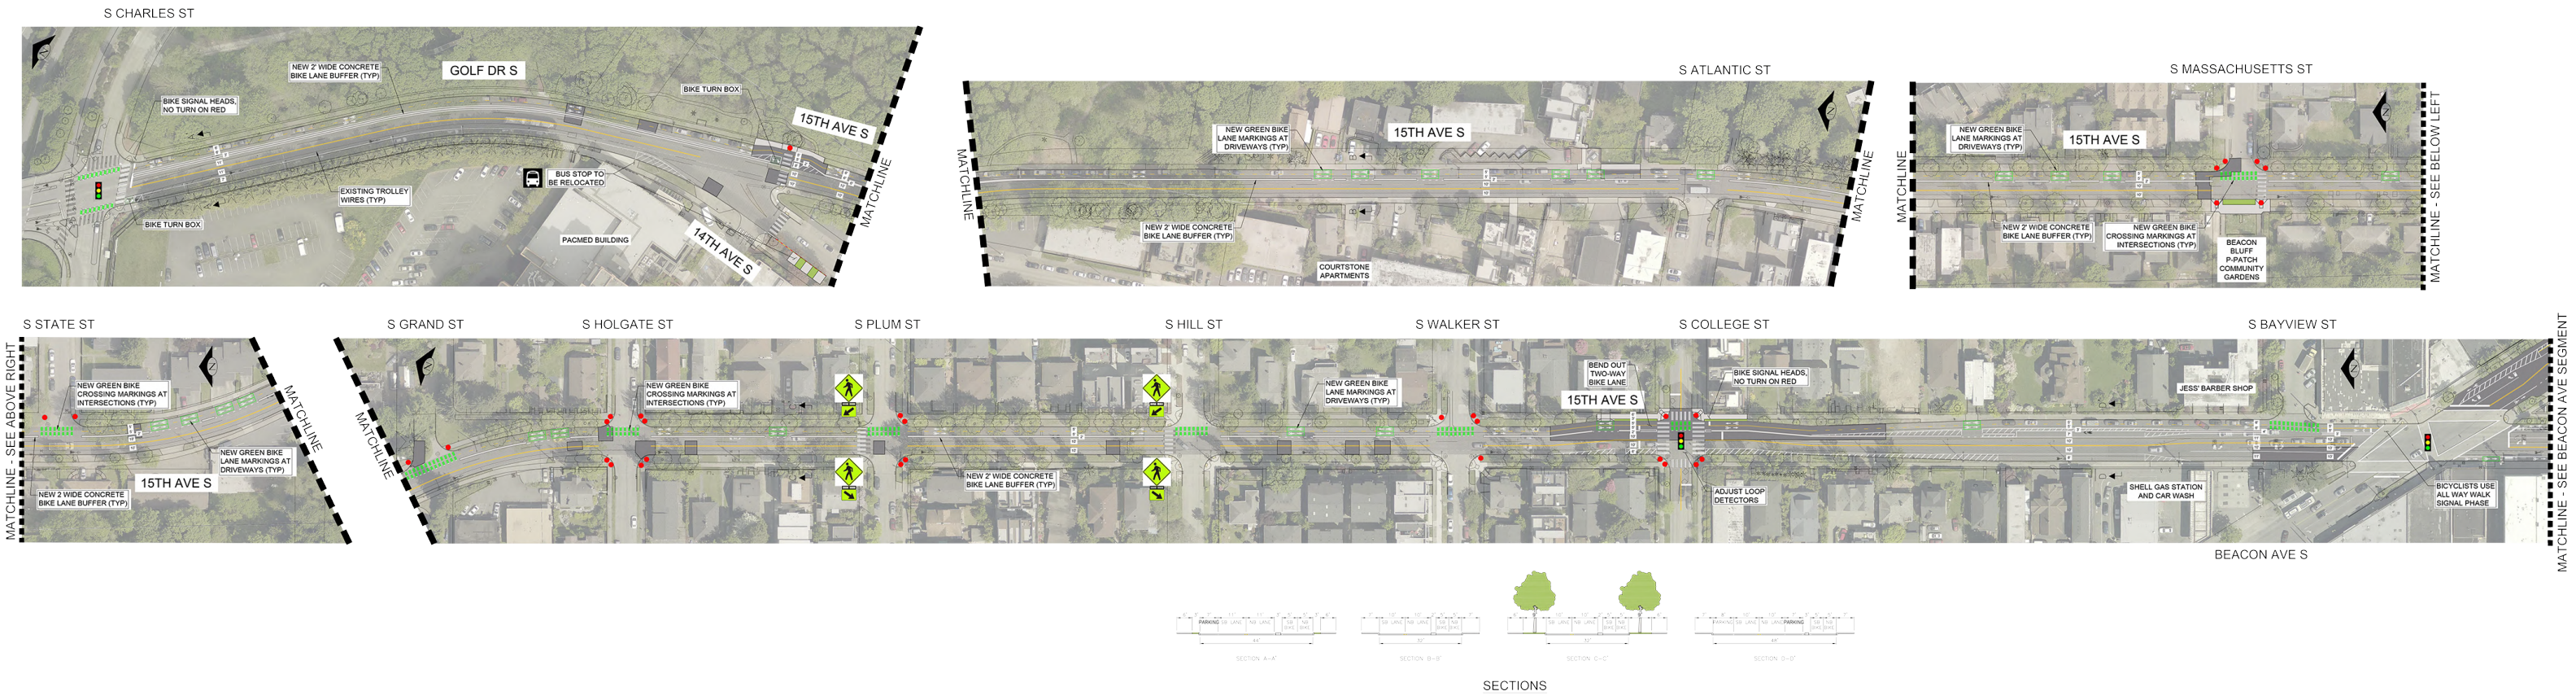 S CHARLES ST
NEW 2' WIDE CONCRETE
BIKE LANE BUFFER (TYP)
GOLF DR S
BIKE SIGNAL HEADS,
NO TURN ON RED
BIKE TURN BOX
15TH AVE S
EXISTING TROLLEY
WIRES (TYP)
BUS STOP TO
BE RELOCATED
BIKE TURN BOX
PACMED BUILDING
14TH AVE S
MATCHLINE
S ATLANTIC ST
MATCHLINE
NEW GREEN BIKE
LANE MARKINGS AT
DRIVEWAYS (TYP)
15TH AVE S
NEW 2' WIDE CONCRETE
BIKE LANE BUFFER (TYP)
COURTSTONE
APARTMENTS
MATCHLINE
S MASSACHUSETTS ST
MATCHLINE
NEW GREEN BIKE
LANE MARKINGS AT
DRIVEWAYS (TYP)
15TH AVE S
NEW 2' WIDE CONCRETE
BIKE LANE BUFFER (TYP)
NEW GREEN BIKE
CROSSING MARKINGS AT
INTERSECTIONS (TYP)
BEACON
BLUFF
P-PATCH
COMMUNITY
GARDENS
MATCHLINE - SEE BELOW LEFT
S STATE ST
MATCHLINE - SEE ABOVE RIGHT
NEW GREEN BIKE
CROSSING MARKINGS AT
INTERSECTIONS (TYP)
NEW GREEN BIKE
LANE MARKINGS AT
DRIVEWAYS (TYP)
15TH AVE S
NEW 2 WIDE CONCRETE
BIKE LANE BUFFER (TYP)
MATCHLINE
S GRAND ST
S HOLGATE ST
S PLUM ST
S HILL ST
S WALKER ST
S COLLEGE ST
S BAYVIEW ST
MATCHLINE
NEW GREEN BIKE
CROSSING MARKINGS AT
INTERSECTIONS (TYP)
NEW 2' WIDE CONCRETE
BIKE LANE BUFFER (TYP)
NEW GREEN BIKE
LANE MARKINGS AT
DRIVEWAYS (TYP)
BEND OUT
TWO-WAY
BIKE LANE
15TH AVE S
BIKE SIGNAL HEADS,
NO TURN ON RED
ADJUST LOOP
DETECTORS
JESS' BARBER SHOP
SHELL GAS STATION
AND CAR WASH
BICYCLISTS USE
ALL WAY WALK
SIGNAL PHASE
MATCHLINE - SEE BEACON AVE SEGMENT
BEACON AVE S
SECTION A-A'
SECTION B-B'
SECTION C-C'
SECTION D-D'
SECTIONS